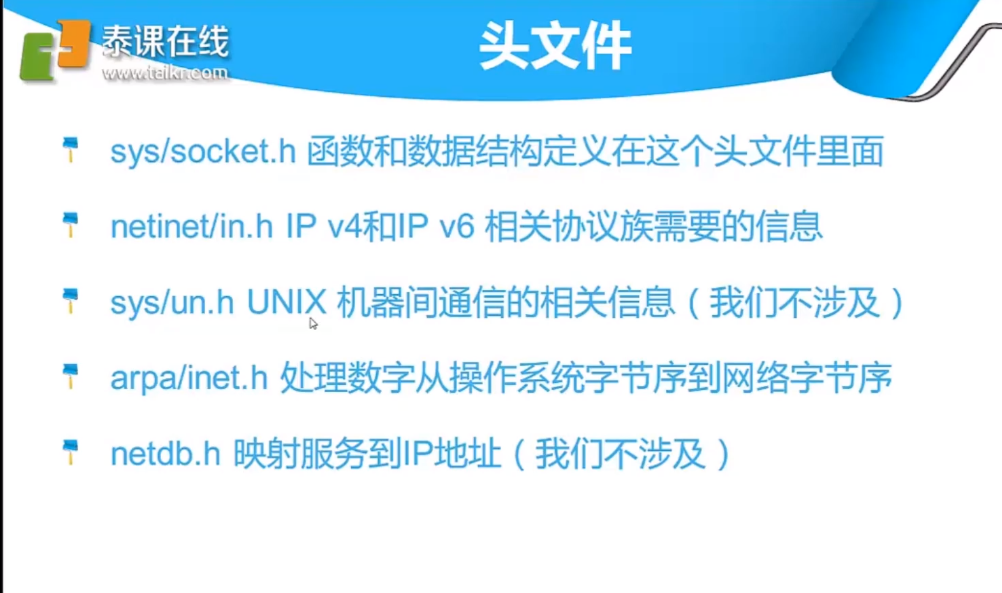 泰课在线
www.taikr.com
头文件
sys/socket.h 函数和数据结构定义在这个头文件里面
netinet/in.h IP v4和IP v6 相关协议族需要的信息
sys/un.h UNIX 机器间通信的相关信息（我们不涉及）
arpa/inet.h 处理数字从操作系统字节序到网络字节序
netdb.h 映射服务到IP地址（我们不涉及）